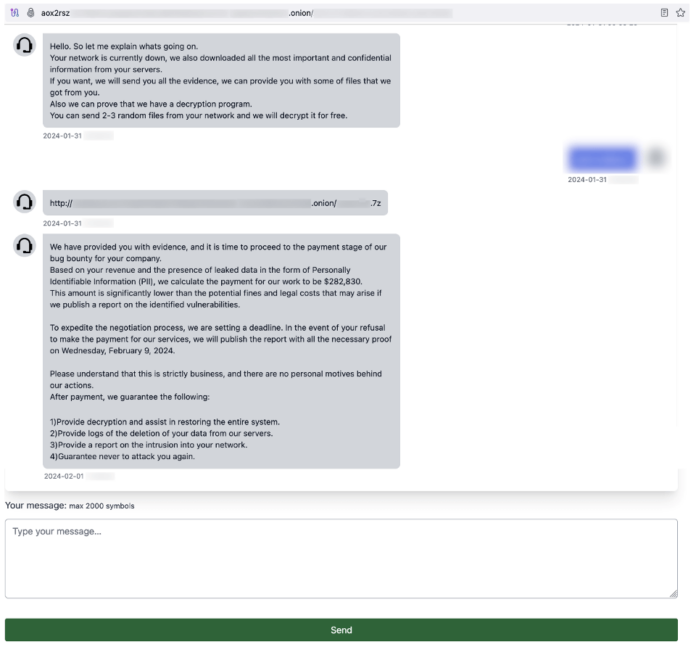 aox2rsz .onion/
Hello. So let me explain whats going on.
Your network is currently down, we also downloaded all the most important and confidential
information from your servers.
If you want, we will send you all the evidence, we can provide you with some of files that we
got from you.
Also we can prove that we have a decryption program.
You can send 2-3 random files from your network and we will decrypt it for free.
2024-01-31
2024-01-31
http:// .onion/ .7z
2024-01-31
We have provided you with evidence, and it is time to proceed to the payment stage of our
bug bounty for your company.
Based on your revenue and the presence of leaked data in the form of Personally
Identifiable Information (PII), we calculate the payment for our work to be $282,830.
This amount is significantly lower than the potential fines and legal costs that may arise if
we publish a report on the identified vulnerabilities.
To expedite the negotiation process, we are setting a deadline. In the event of your refusal
to make the payment for our services, we will publish the report with all the necessary proof
on Wednesday, February 9, 2024.
Please understand that this is strictly business, and there are no personal motives behind
our actions.
After payment, we guarantee the following:
1)Provide decryption and assist in restoring the entire system.
2)Provide logs of the deletion of your data from our servers.
3)Provide a report on the intrusion into your network.
4)Guarantee never to attack you again.
2024-02-01
Your message: max 2000 symbols
Type your message...
Send